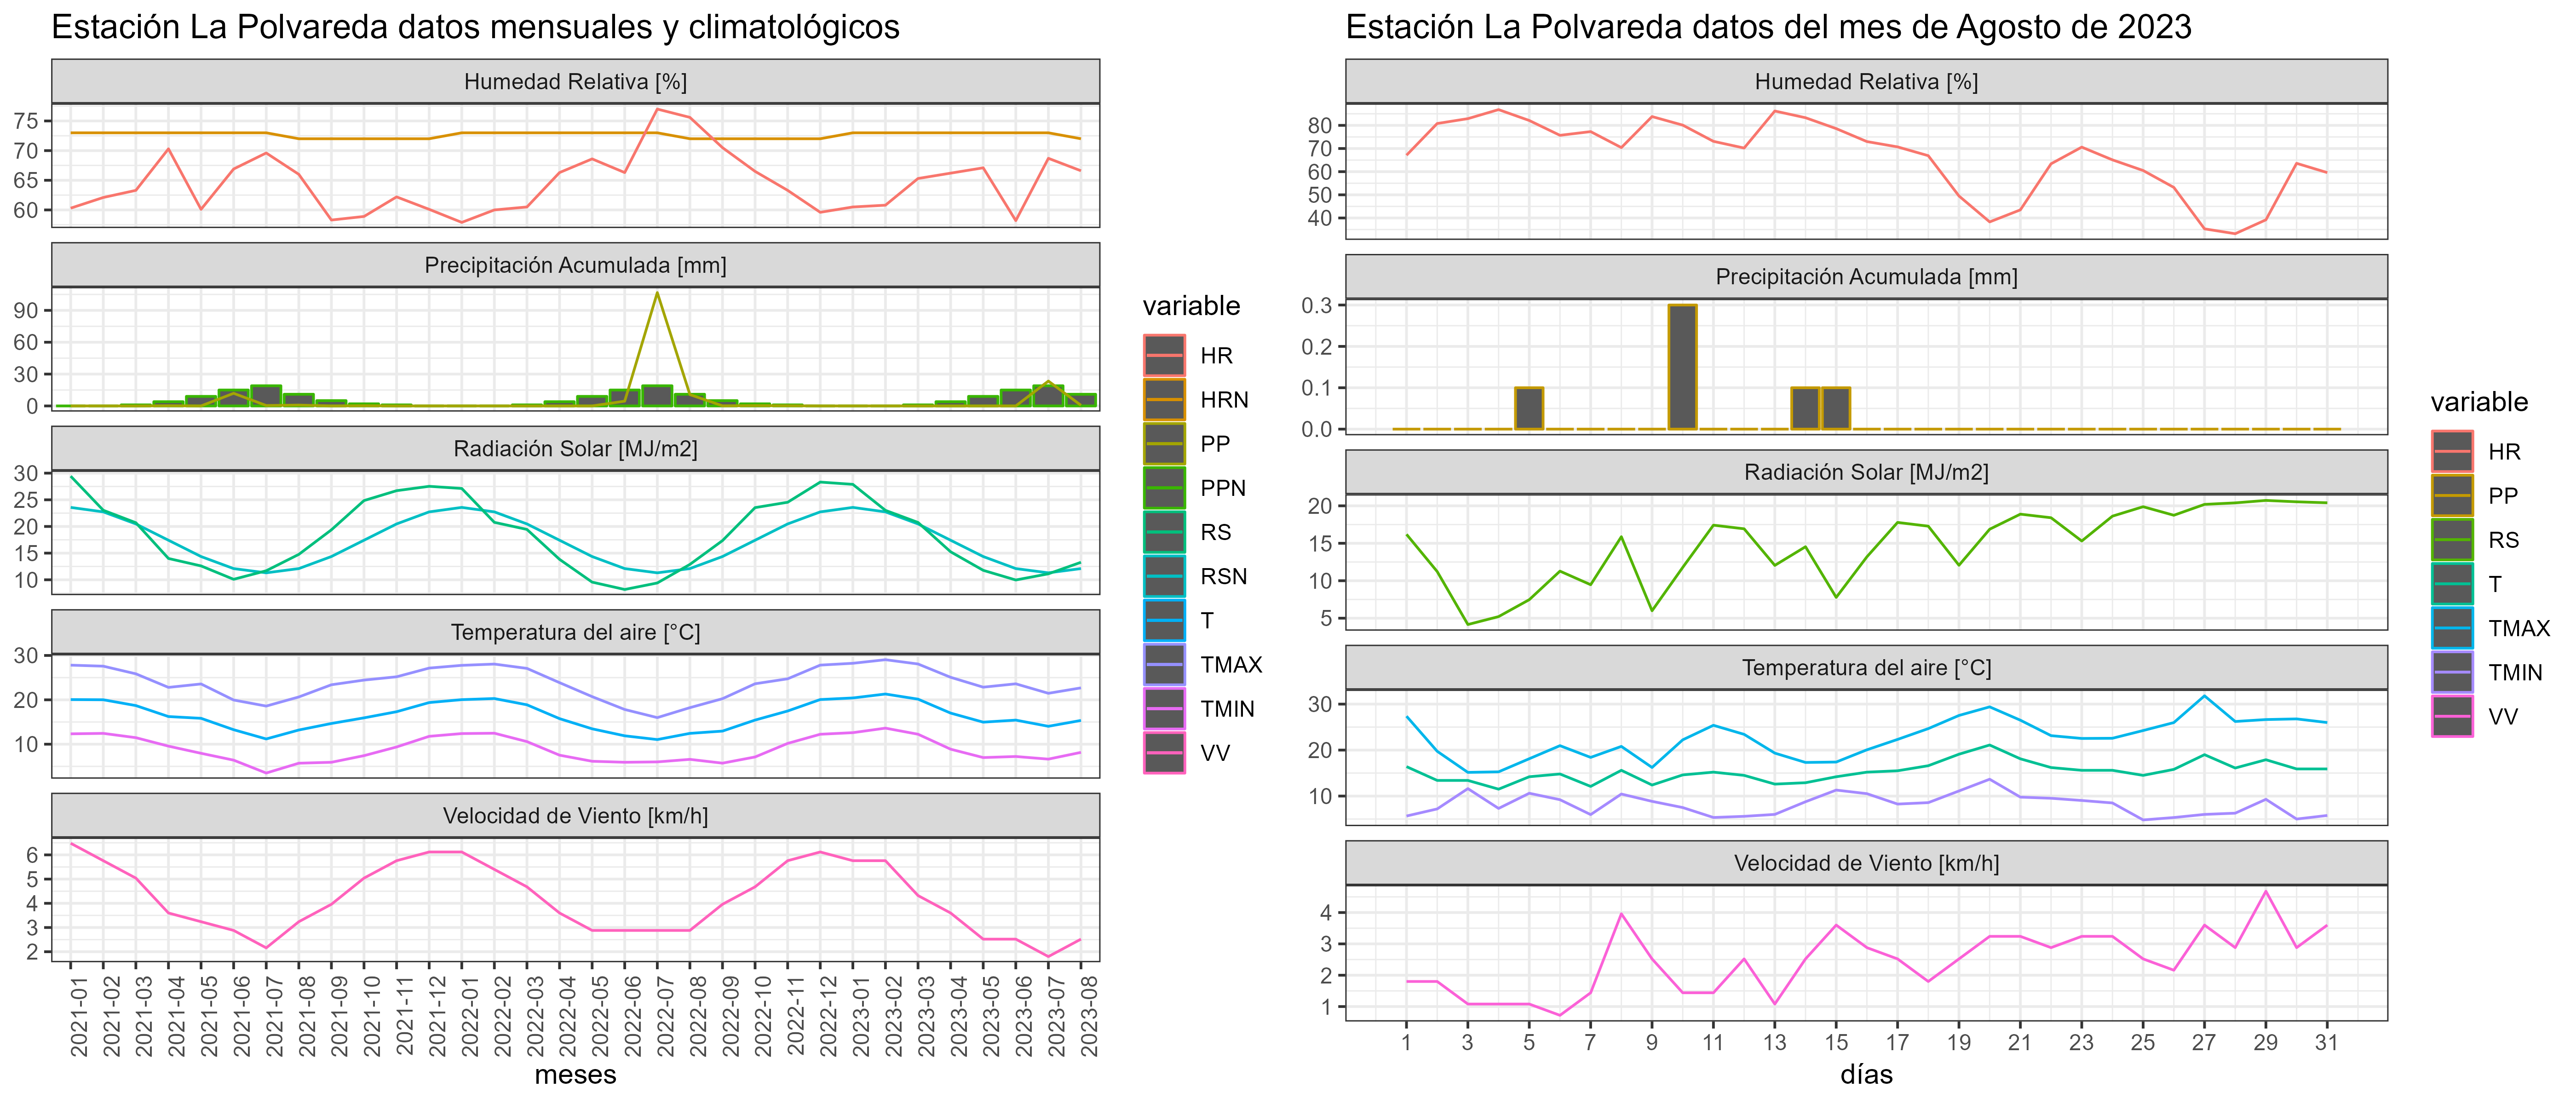 Estación La Polvareda datos mensuales y climatológicos
Humedad Relativa [%]
75
70
65
60
Precipitación Acumulada [mm]
90
60
30
0
Radiación Solar [MJ/m2]
30
25
20
15
10
Temperatura del aire [°C]
30
20
10
Velocidad de Viento [km/h]
6
5
4
3
2
2021-01
2021-02
2021-03
2021-04
2021-05
2021-06
2021-07
2021-08
2021-09
2021-10
2021-11
2021-12
2022-01
2022-02
2022-03
2022-04
2022-05
2022-06
2022-07
2022-08
2022-09
2022-10
2022-11
2022-12
2023-01
2023-02
2023-03
2023-04
2023-05
2023-06
2023-07
2023-08
meses
variable
HR
HRN
PP
PPN
RS
RSN
T
TMAX
TMIN
VV
Estación La Polvareda datos del mes de Agosto de 2023
Humedad Relativa [%]
80
70
60
50
40
Precipitación Acumulada [mm]
0.3
0.2
0.1
0.0
Radiación Solar [MJ/m2]
20
15
10
5
Temperatura del aire [°C]
30
20
10
Velocidad de Viento [km/h]
4
3
2
1
1 3 5 7 9 11 13 15 17 19 21 23 25 27 29 31
días
variable
HR
PP
RS
T
TMAX
TMIN
VV